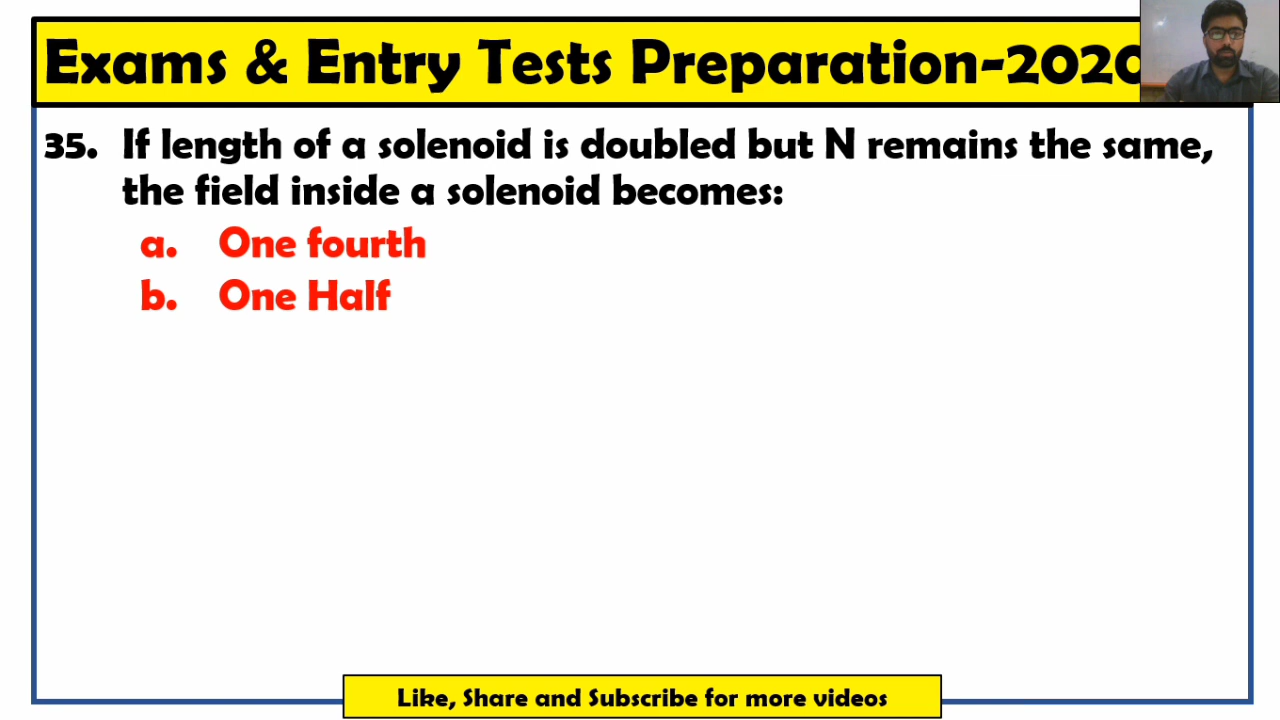 Exams & Entry Tests Preparation-2020
35. If length of a solenoid is doubled but N remains the same,
the field inside a solenoid becomes:
a. One fourth
b. One Half
Like, Share and Subscribe for more videos